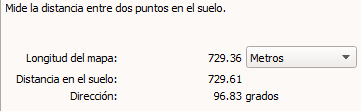 Mide la distancia entre dos puntos en el suelo.
Longitud del mapa: 729.36 Metros
Distancia en el suelo: 729.61
Dirección: 96.83 grados